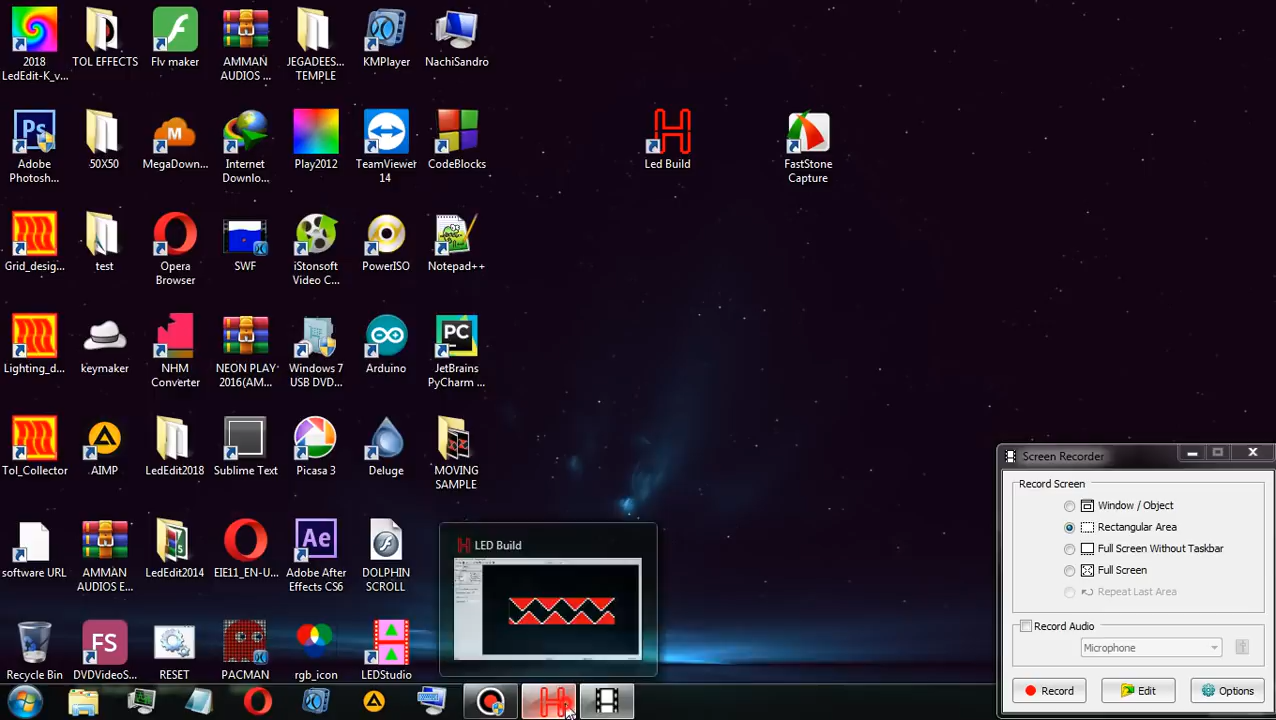 2018
LedEdit-K_v...
TOL EFFECTS
Flv maker
AMMAN
AUDIOS ...
JEGADEES...
TEMPLE
KMPlayer
NachiSandro
Adobe
Photosh...
50X50
MegaDown...
Internet
Downlo...
Play2012
TeamViewer
14
CodeBlocks
Led Build
FastStone
Capture
Grid_desig...
test
Opera
Browser
SWF
iStonsoft
Video C...
PowerISO
Notepad++
Lighting_d...
keymaker
NHM
Converter
NEON PLAY
2016(AM...
Windows 7
USB DVD...
Arduino
PC
JetBrains
PyCharm ...
Tol_Collector
AIMP
LedEdit2018
Sublime Text
Picasa 3
Deluge
MOVING
SAMPLE
software URL
AMMAN
AUDIOS E...
IE11_EN-U...
Ae
Adobe After
Effects CS6
DOLPHIN
SCROLL
Recycle Bin
FS
DVDVideoS...
RESET
PACMAN
rgb_icon
LEDStudio
LED Build
Screen Recorder
Record Screen
Window / Object
Rectangular Area
Full Screen Without Taskbar
Full Screen
Repeat Last Area
Record Audio
Microphone
Record
Edit
Options